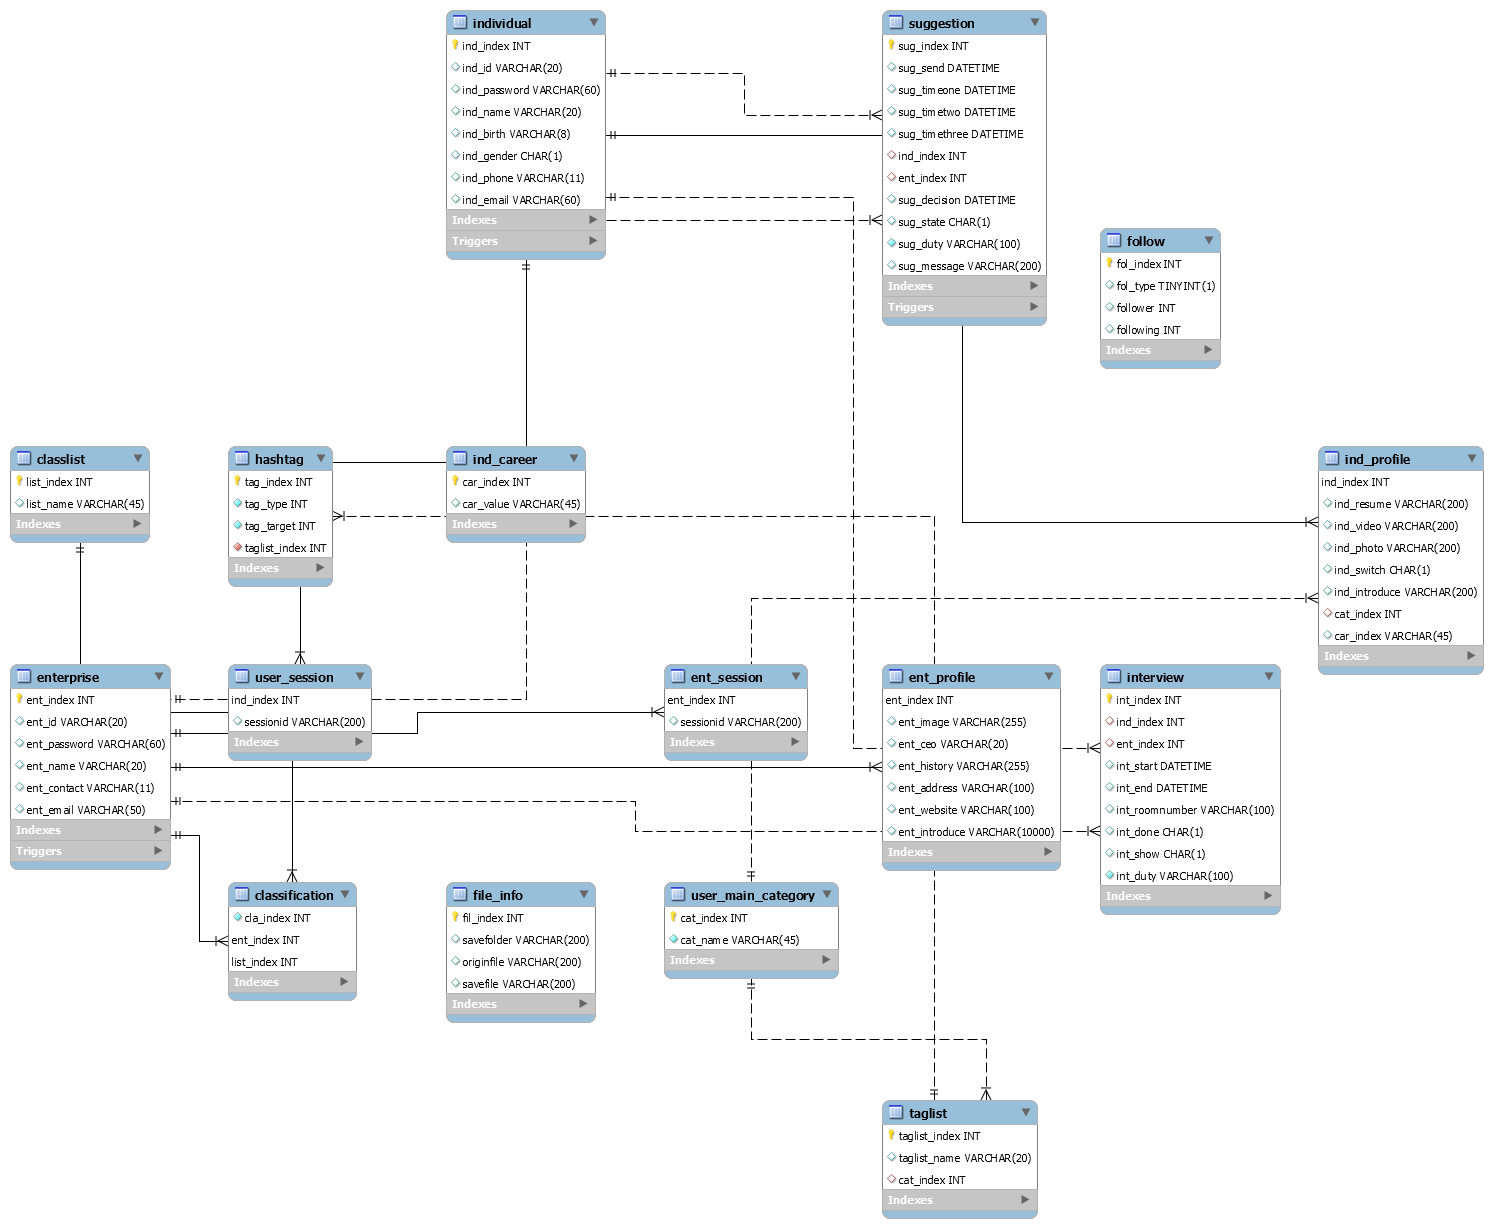 individual
ind_index INT
ind_id VARCHAR(20)
ind_password VARCHAR(60)
ind_name VARCHAR(20)
ind_birth VARCHAR(8)
ind_gender CHAR(1)
ind_phone VARCHAR(11)
ind_email VARCHAR(60)
Indexes
Triggers
suggestion
sug_index INT
sug_send DATETIME
sug_timeone DATETIME
sug_timetwo DATETIME
sug_timethree DATETIME
ind_index INT
ent_index INT
sug_decision DATETIME
sug_state CHAR(1)
sug_duty VARCHAR(100)
sug_message VARCHAR(200)
Indexes
Triggers
follow
fol_index INT
fol_type TINYINT(1)
follower INT
following INT
Indexes
classlist
list_index INT
list_name VARCHAR(45)
Indexes
hashtag
tag_index INT
tag_type INT
tag_target INT
taglist_index INT
Indexes
ind_career
car_index INT
car_value VARCHAR(45)
Indexes
ind_profile
ind_index INT
ind_resume VARCHAR(200)
ind_video VARCHAR(200)
ind_photo VARCHAR(200)
ind_switch CHAR(1)
ind_introduce VARCHAR(200)
cat_index INT
car_index VARCHAR(45)
Indexes
enterprise
ent_index INT
ent_id VARCHAR(20)
ent_password VARCHAR(60)
ent_name VARCHAR(20)
ent_contact VARCHAR(11)
ent_email VARCHAR(50)
Indexes
Triggers
user_session
ind_index INT
sessionid VARCHAR(200)
Indexes
ent_session
ent_index INT
sessionid VARCHAR(200)
Indexes
ent_profile
ent_index INT
ent_image VARCHAR(255)
ent_ceo VARCHAR(20)
ent_history VARCHAR(255)
ent_address VARCHAR(100)
ent_website VARCHAR(100)
ent_introduce VARCHAR(10000)
Indexes
interview
int_index INT
ind_index INT
ent_index INT
int_start DATETIME
int_end DATETIME
int_roomnumber VARCHAR(100)
int_done CHAR(1)
int_show CHAR(1)
int_duty VARCHAR(100)
Indexes
classification
cla_index INT
ent_index INT
list_index INT
Indexes
file_info
fil_index INT
savefolder VARCHAR(200)
originfile VARCHAR(200)
savefile VARCHAR(200)
Indexes
user_main_category
cat_index INT
cat_name VARCHAR(45)
Indexes
taglist
taglist_index INT
taglist_name VARCHAR(20)
cat_index INT
Indexes